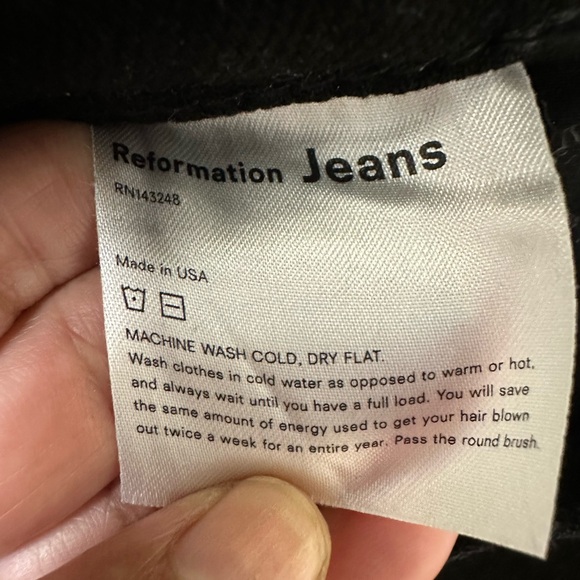 Reformation Jeans
RN143248
Made in USA
MACHINE WASH COLD, DRY FLAT.
Wash clothes in cold water as opposed to warm or hot,
and always wait until you have a full load. You will save
the same amount of energy used to get your hair blown
out twice a week for an entire year. Pass the round brush.